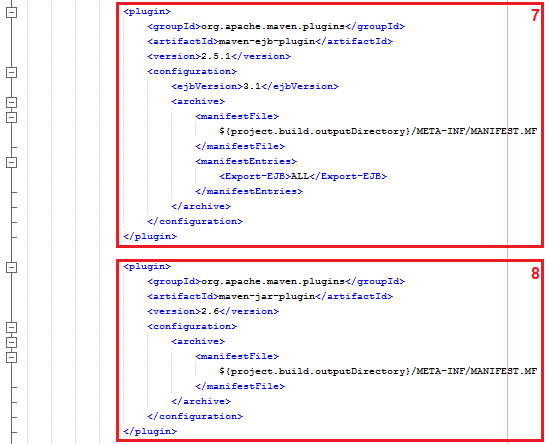 7
<plugin>
<groupId>org.apache.maven.plugins</groupId>
<artifactId>maven-ejb-plugin</artifactId>
<version>2.5.1</version>
<configuration>
<ejbVersion>3.1</ejbVersion>
<archive>
<manifestFile>
${project.build.outputDirectory}/META-INF/MANIFEST.MF
</manifestFile>
<manifestEntries>
<Export-EJB>ALL</Export-EJB>
</manifestEntries>
</archive>
</configuration>
</plugin>
8
<plugin>
<groupId>org.apache.maven.plugins</groupId>
<artifactId>maven-jar-plugin</artifactId>
<version>2.6</version>
<configuration>
<archive>
<manifestFile>
${project.build.outputDirectory}/META-INF/MANIFEST.MF
</manifestFile>
</archive>
</configuration>
</plugin>